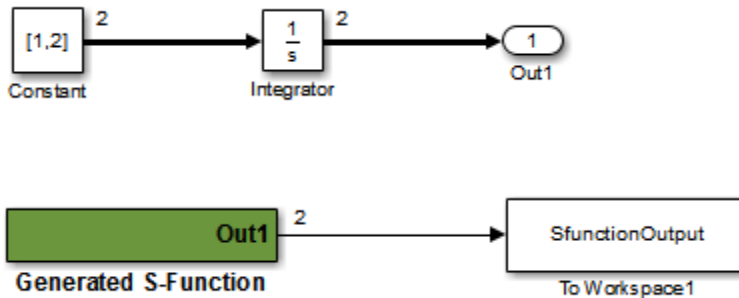 [1,2]
2
1
s
2
1
Constant
Integrator
Out1
Out1
2
SfunctionOutput
Generated S-Function
To Workspace1